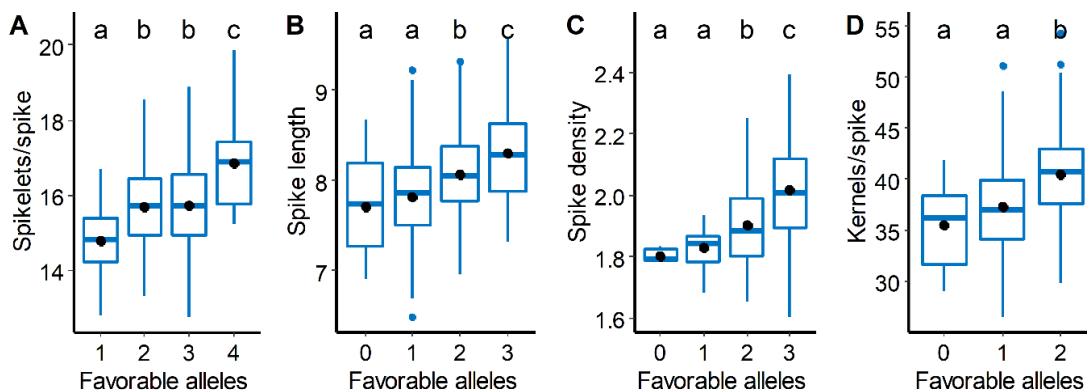 A
a b b c
Spikelets/spike
20
18
16
14
1 2 3 4
Favorable alleles
B
a a b c
Spike length
9
8
7
0 1 2 3
Favorable alleles
C
a a b c
Spike density
2.4
2.2
2.0
1.8
1.6
0 1 2 3
Favorable alleles
D
a a b
Kernels/spike
55
50
45
40
35
30
0 1 2
Favorable alleles